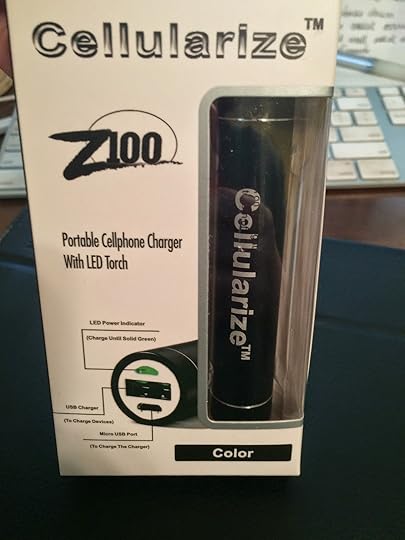 Cellularize™
Z100
Portable Cellphone Charger
With LED Torch
Cellularize™
LED Power Indicator
(Charge Until Solid Green)
USB Charger
(To Charge Devices)
Micro USB Port
(To Charge The Charger)
Color